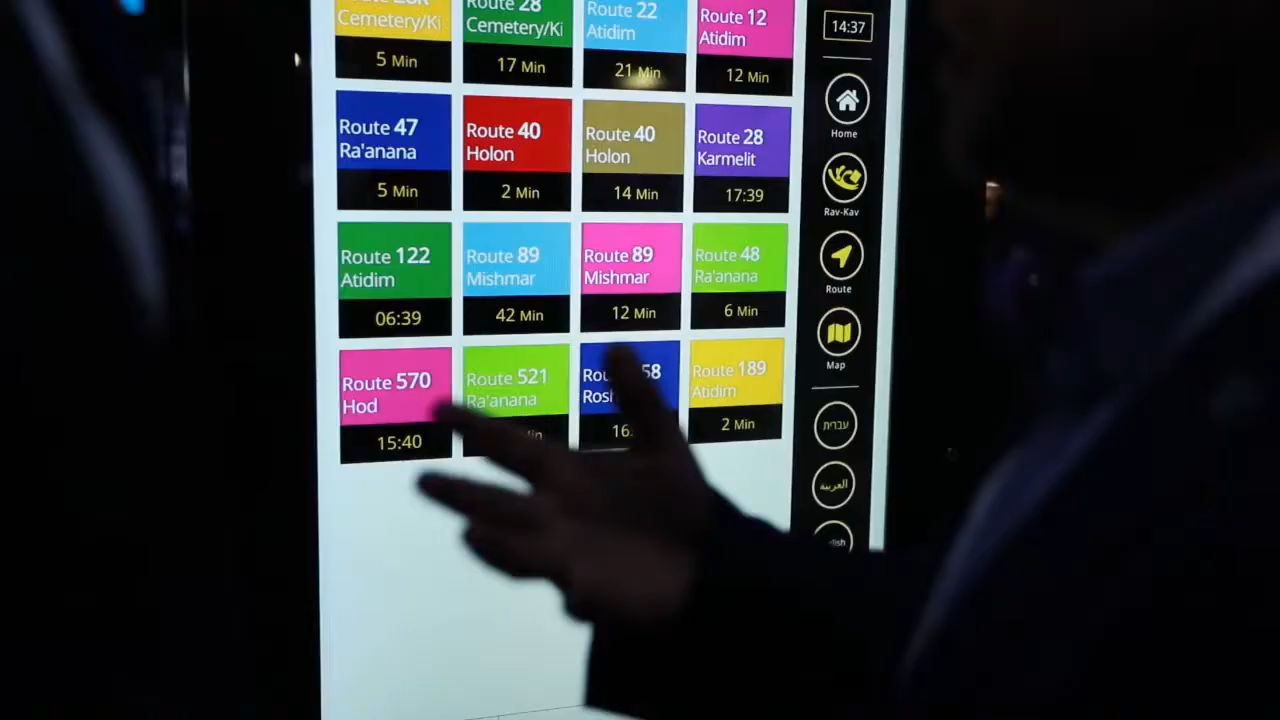 Route
Cemetery/Ki
5 Min
Route 28
Cemetery/Ki
17 Min
Route 22
Atidim
21 Min
Route 12
Atidim
12 Min
Route 47
Ra'anana
5 Min
Route 40
Holon
2 Min
Route 40
Holon
14 Min
Route 28
Karmelit
17:39
Route 122
Atidim
06:39
Route 89
Mishmar
42 Min
Route 89
Mishmar
12 Min
Route 48
Ra'anana
6 Min
Route 570
Hod
15:40
Route 521
Ra'anana
Route 189
Atidim
2 Min
14:37
Home
Rav-Kav
Route
Map
עברית
العربية